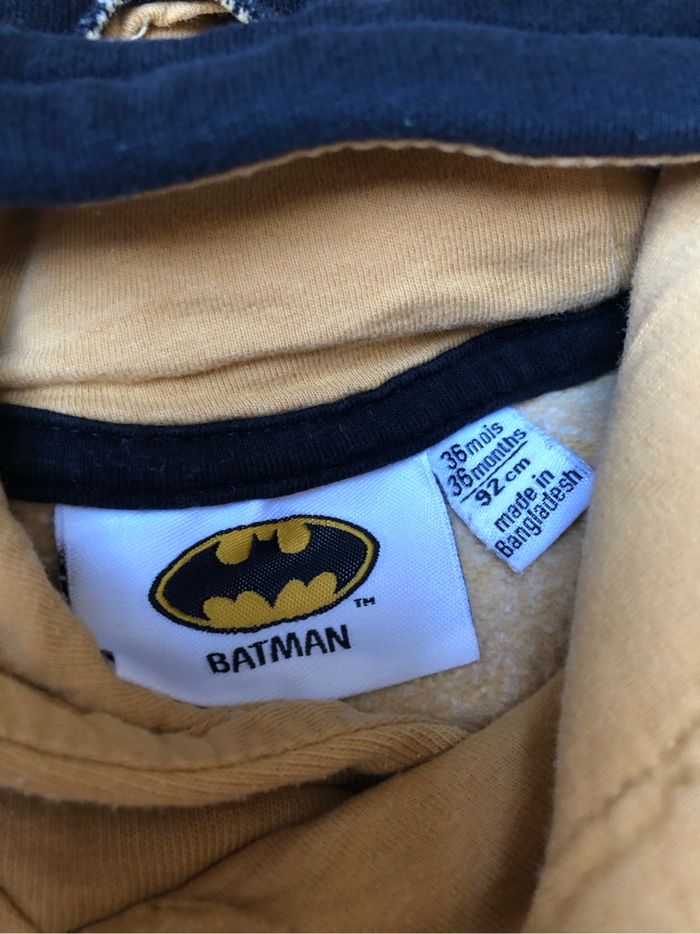 36 mois
36 months
92 cm
made in
Bangladesh
TM
BATMAN